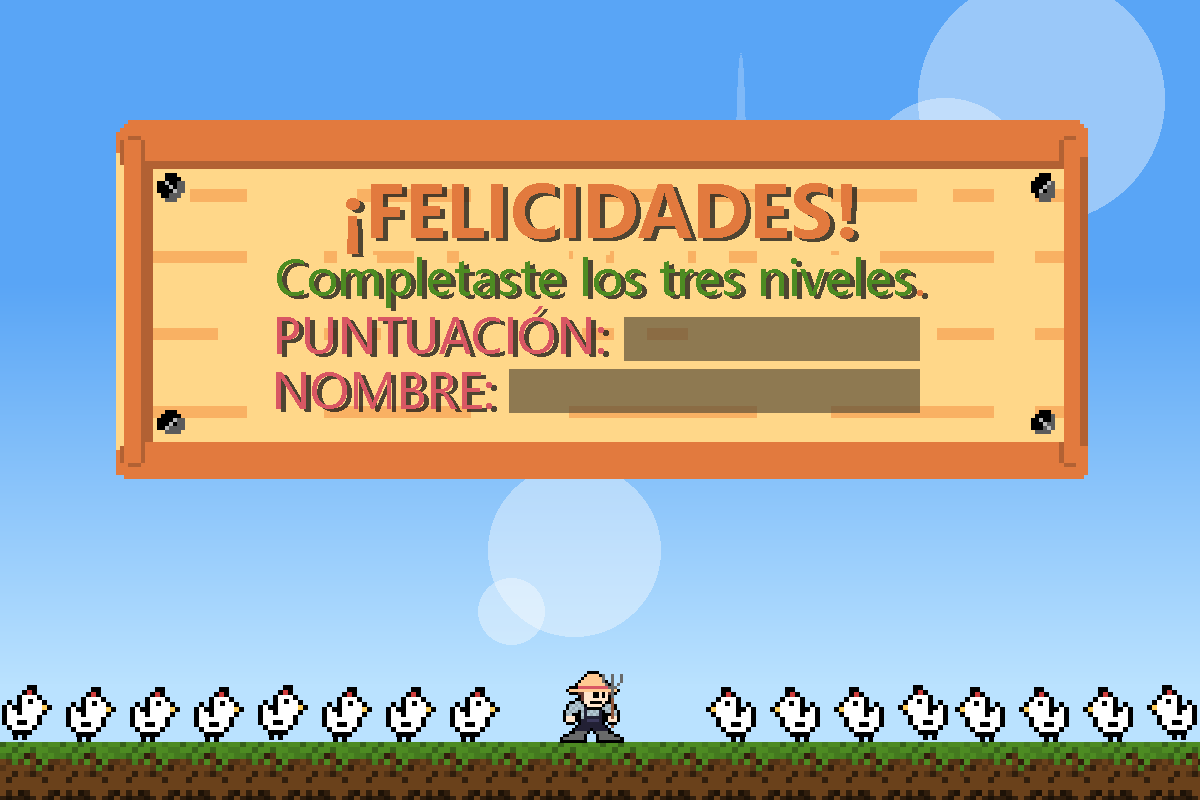 ¡FELICIDADES!
Completaste los tres niveles.
PUNTUACIÓN:
NOMBRE: